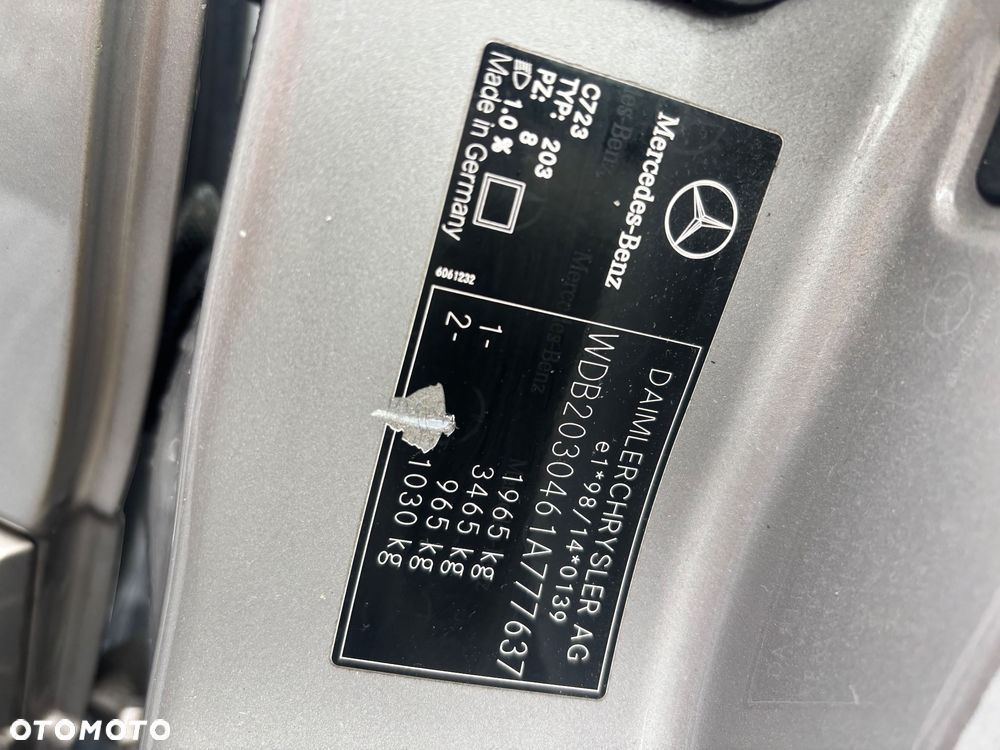 Mercedes-Benz
C723
TYP: 203
PZ: 8
1.0 %
Made in Germany
6061232
DAIMLERCHRYSLER AG
e1*98/14*0139
WDB2030461A777637
1965 kg
3465 kg
1- 965 kg
2- 1030 kg
OTOMOTO